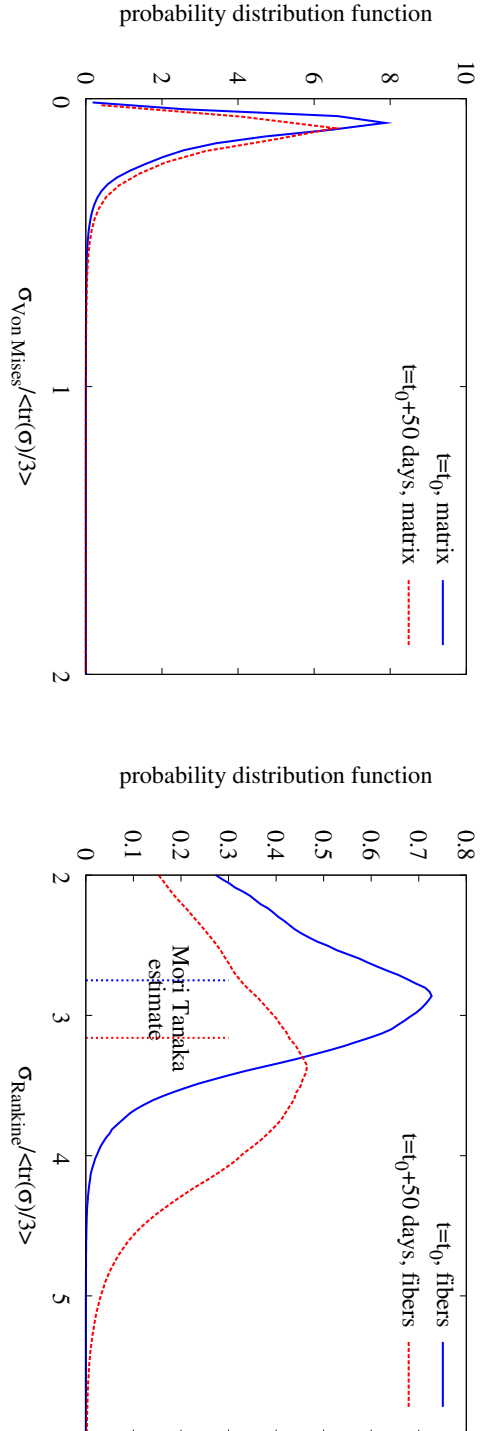 probability distribution function
10
8
6
4
2
0
0
1
2
σVon Mises/<tr(σ)/3>
t=t0, matrix
t=t0+50 days, matrix
probability distribution function
0.8
0.7
0.6
0.5
0.4
0.3
0.2
0.1
0
2
3
4
5
σRankine/<tr(σ)/3>
t=t0, fibers
t=t0+50 days, fibers
Mori Tanaka
estimate